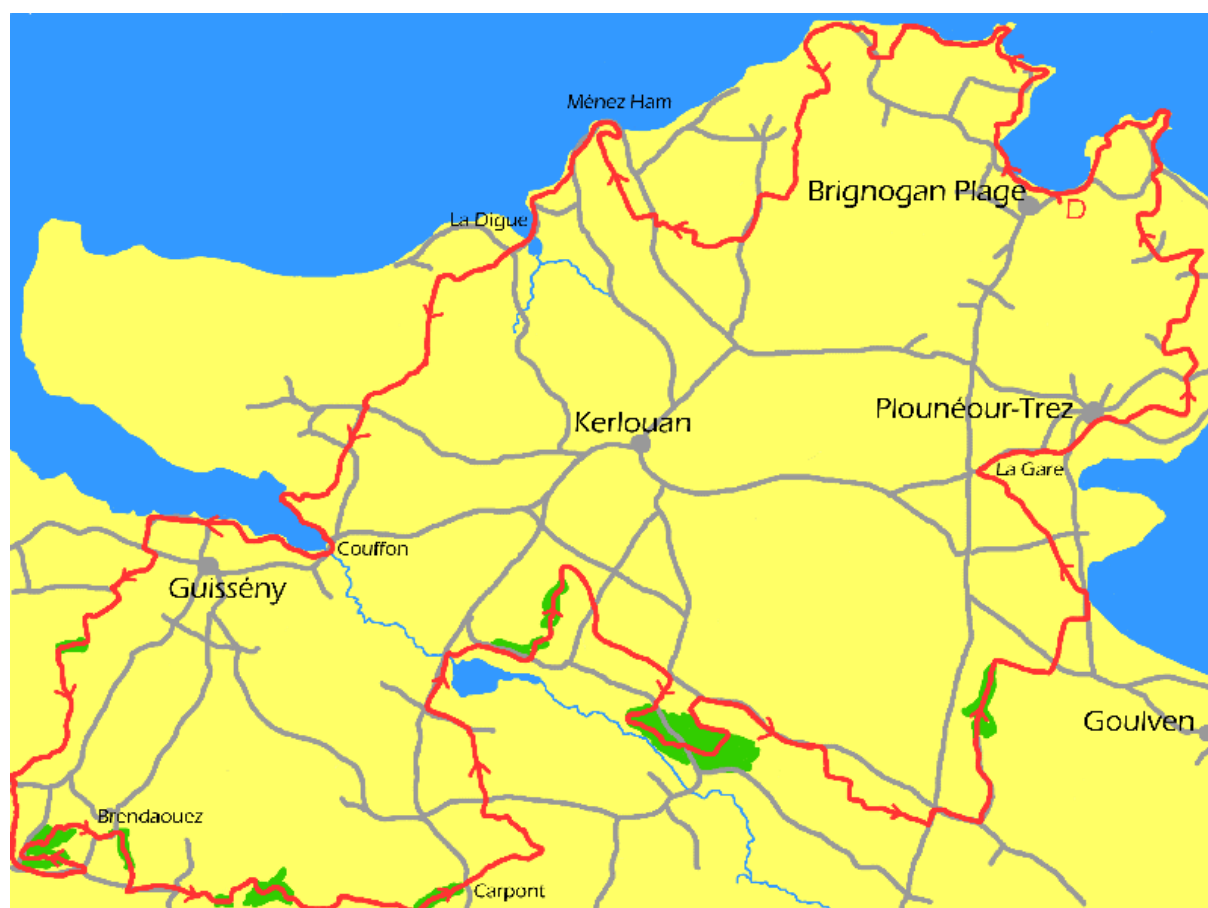 Ménez Ham
Brignogan Plage
D
La Digue
Plounéour-Trez
Kerlouan
La Gare
Couffon
Guissény
Goulven
Brendaouez
Carpont